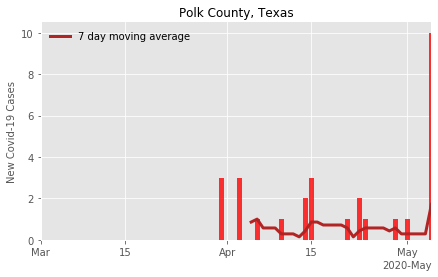 Polk County, Texas
7 day moving average
New Covid-19 Cases
10
8
6
4
2
0
Mar 15 Apr 15 May
2020-May